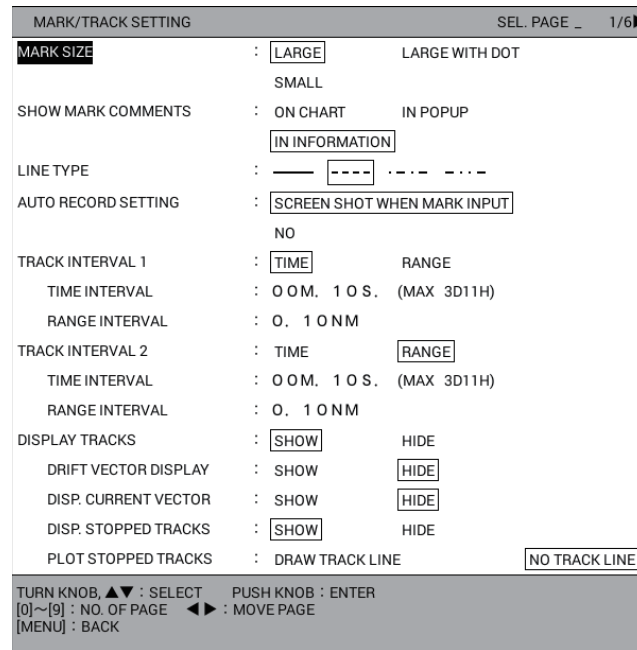 MARK/TRACK SETTING SEL. PAGE _ 1/6▶
MARK SIZE : LARGE LARGE WITH DOT
SMALL
SHOW MARK COMMENTS : ON CHART IN POPUP
IN INFORMATION
LINE TYPE :
AUTO RECORD SETTING : SCREEN SHOT WHEN MARK INPUT
NO
TRACK INTERVAL 1 : TIME RANGE
TIME INTERVAL : 00M. 10S. (MAX 3D11H)
RANGE INTERVAL : 0. 10NM
TRACK INTERVAL 2 : TIME RANGE
TIME INTERVAL : 00M. 10S. (MAX 3D11H)
RANGE INTERVAL : 0. 10NM
DISPLAY TRACKS : SHOW HIDE
DRIFT VECTOR DISPLAY : SHOW HIDE
DISP. CURRENT VECTOR : SHOW HIDE
DISP. STOPPED TRACKS : SHOW HIDE
PLOT STOPPED TRACKS : DRAW TRACK LINE NO TRACK LINE
TURN KNOB, ▲▼ : SELECT PUSH KNOB : ENTER
[0]~[9] : NO. OF PAGE ◀ ▶ : MOVE PAGE
[MENU] : BACK